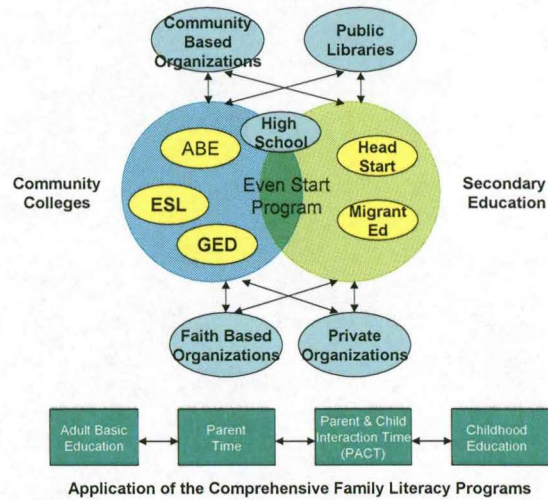 Community
Based
Organizations
Public
Libraries
High
School
ABE
Head
Start
Community
Colleges
ESL
Even Start
Program
Secondary
Education
Migrant
Ed
GED
Faith Based
Organizations
Private
Organizations
Adult Basic
Education
Parent
Time
Parent & Child
Interaction Time
(PACT)
Childhood
Education
Application of the Comprehensive Family Literacy Programs